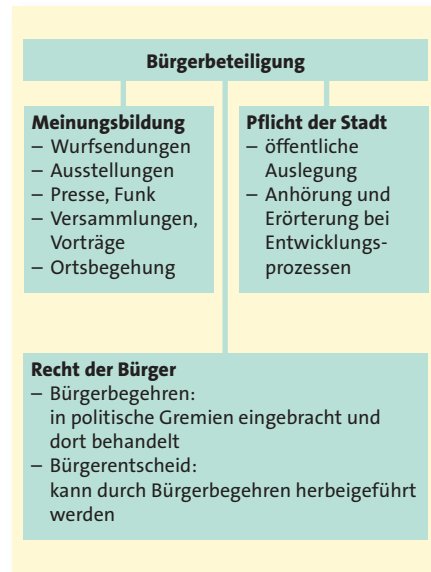 Bürgerbeteiligung
Meinungsbildung
– Wurfsendungen
– Ausstellungen
– Presse, Funk
– Versammlungen,
Vorträge
– Ortsbegehung
Pflicht der Stadt
– öffentliche
Auslegung
– Anhörung und
Erörterung bei
Entwicklungs-
prozessen
Recht der Bürger
– Bürgerbegehren:
in politische Gremien eingebracht und
dort behandelt
– Bürgerentscheid:
kann durch Bürgerbegehren herbeigeführt
werden